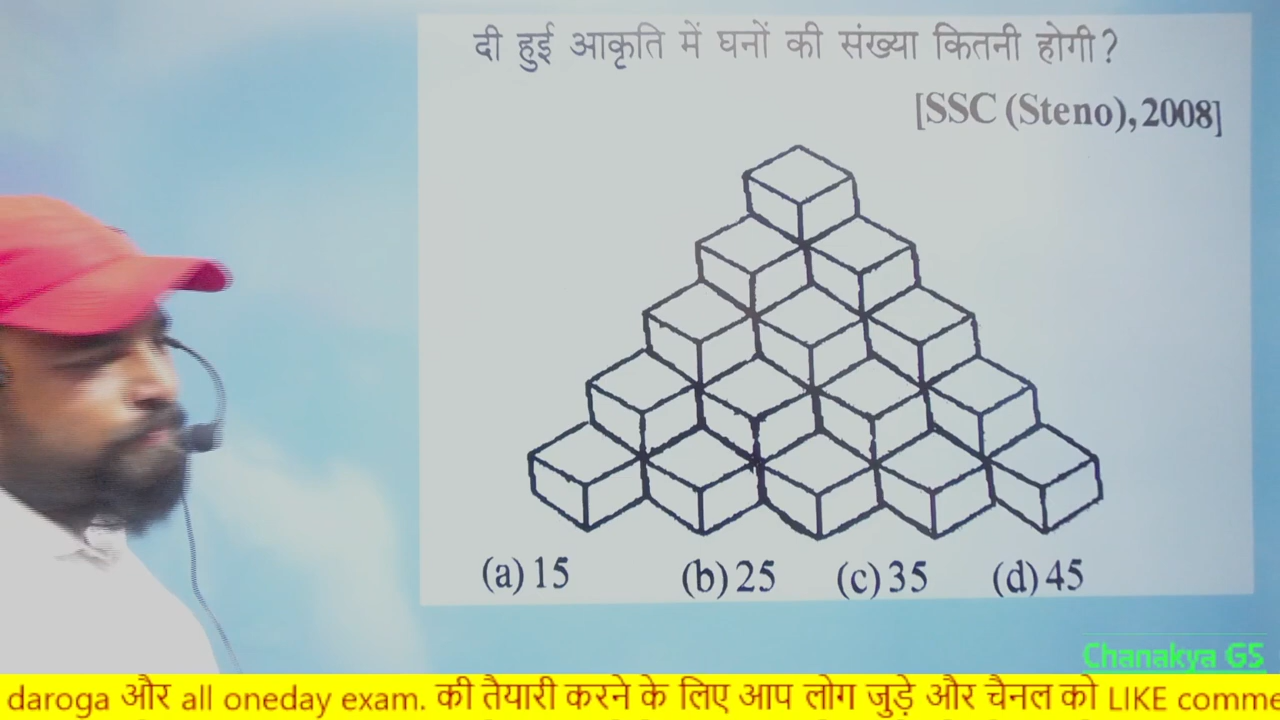 दी हुई आकृति में घनों की संख्या कितनी होगी?
[SSC (Steno), 2008]
(a) 15 (b) 25 (c) 35 (d) 45
Chanakya GS
daroga और all oneday exam. की तैयारी करने के लिए आप लोग जुड़े और चैनल को LIKE comme